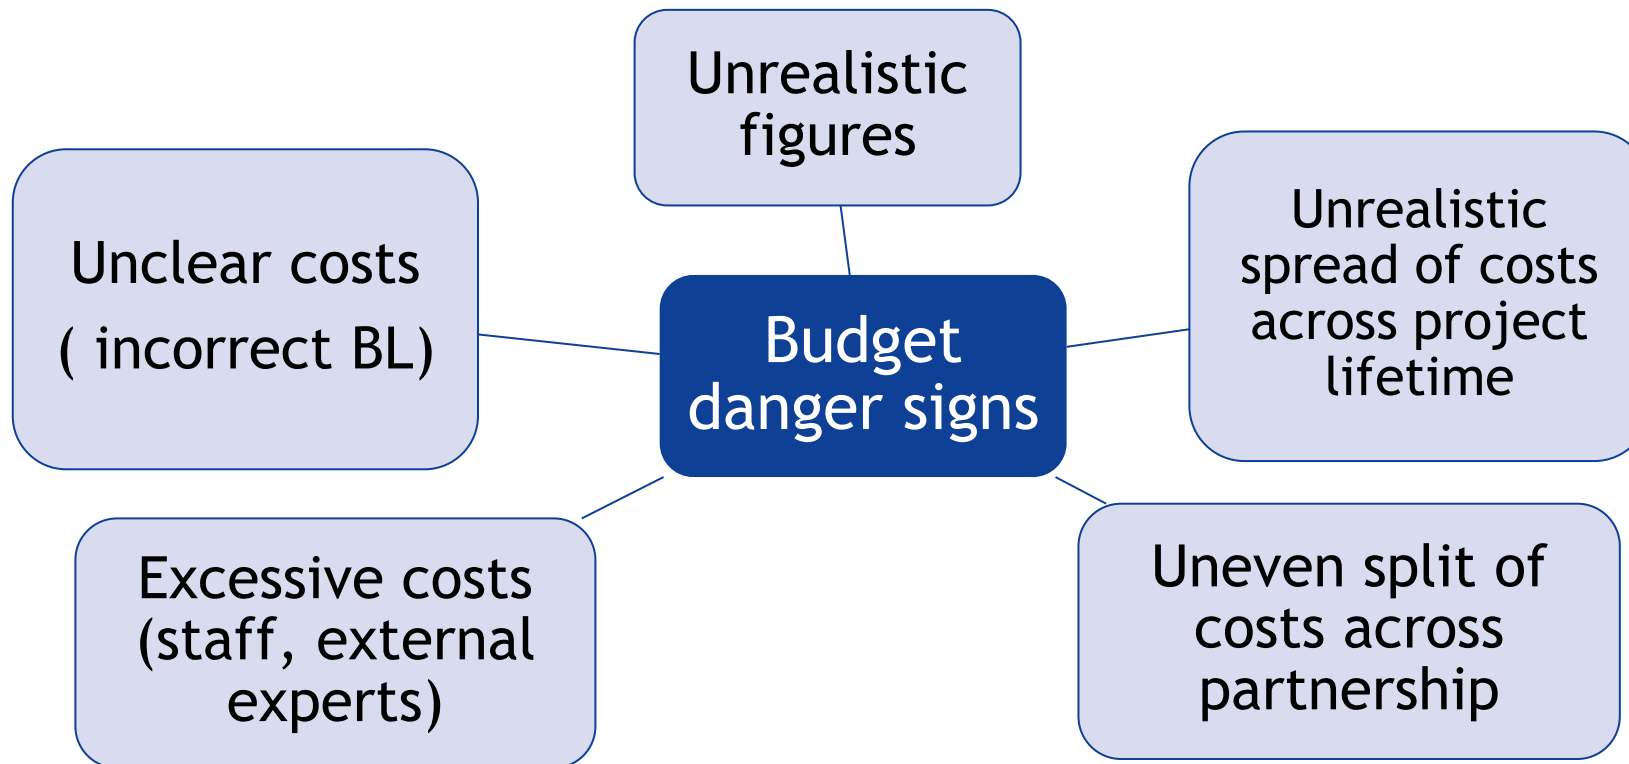 Unrealistic
figures
Unclear costs
( incorrect BL)
Unrealistic
spread of costs
across project
lifetime
Budget
danger signs
Excessive costs
(staff, external
experts)
Uneven split of
costs across
partnership